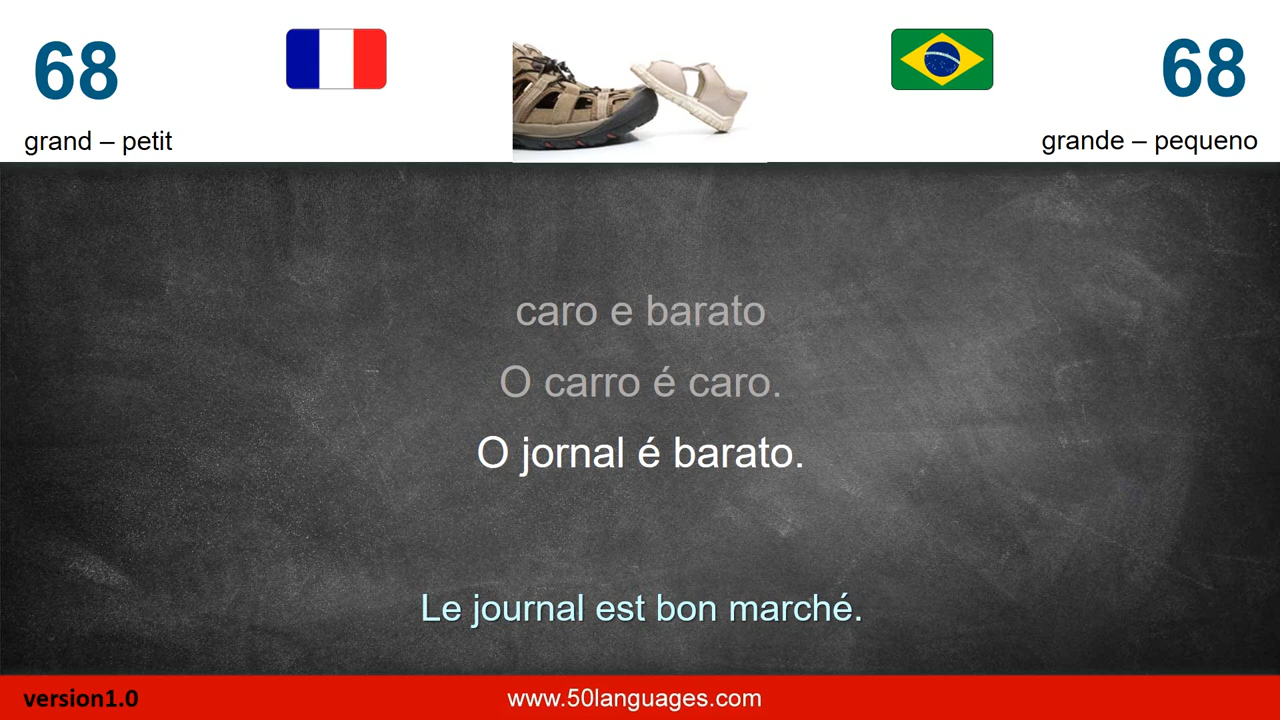 68
68
grand – petit
grande – pequeno
caro e barato
O carro é caro.
O jornal é barato.
Le journal est bon marché.
version1.0
www.50languages.com